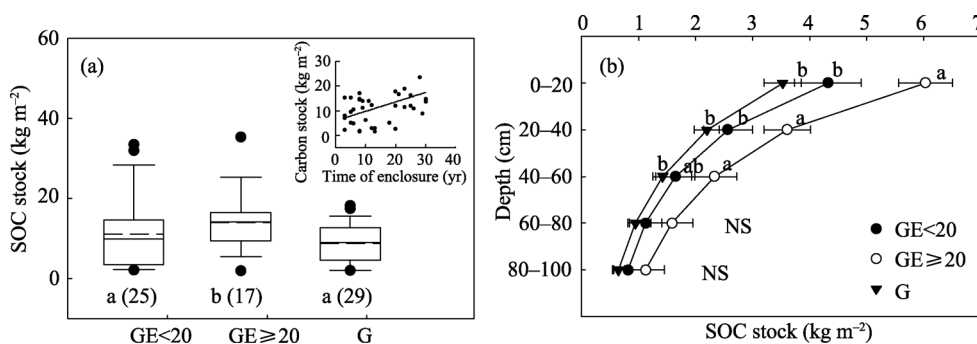 (a)
SOC stock (kg m⁻²)
60
40
20
0
a (25) b (17) a (29)
GE<20 GE≥20 G
Carbon stock (kg m⁻²)
30
20
10
0
0 10 20 30 40
Time of enclosure (yr)
(b)
0 1 2 3 4 5 6 7
Depth (cm)
0–20
20–40
40–60
60–80
80–100
b b a
b b a
b ab a
NS
NS
GE<20
GE≥20
G
SOC stock (kg m⁻²)